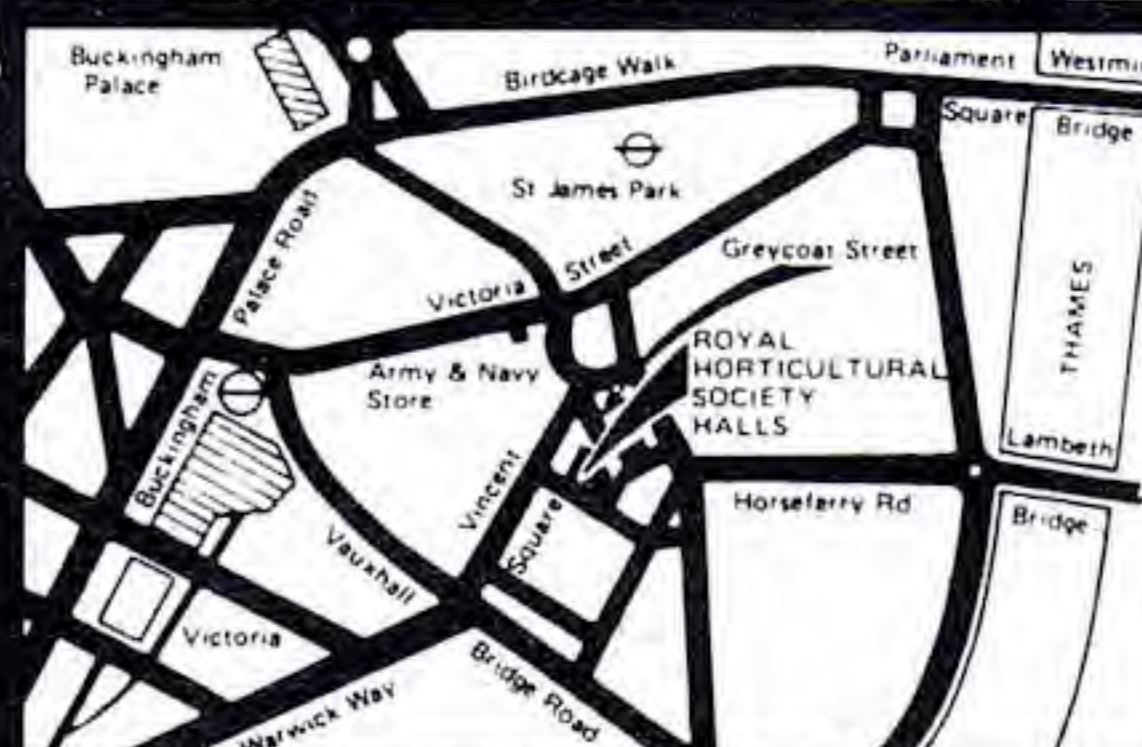 Buckingham
Palace
Birdcage Walk
Parliament
Square
Bridge
St James Park
Palace Road
Greycoat Street
Victoria Street
THAMES
ROYAL
HORTICULTURAL
SOCIETY
HALLS
Army & Navy
Store
Buckingham
Lambeth
Bridge
Horseferry Rd
Vincent
Square
Vauxhall
Bridge Road
Victoria
Warwick Way